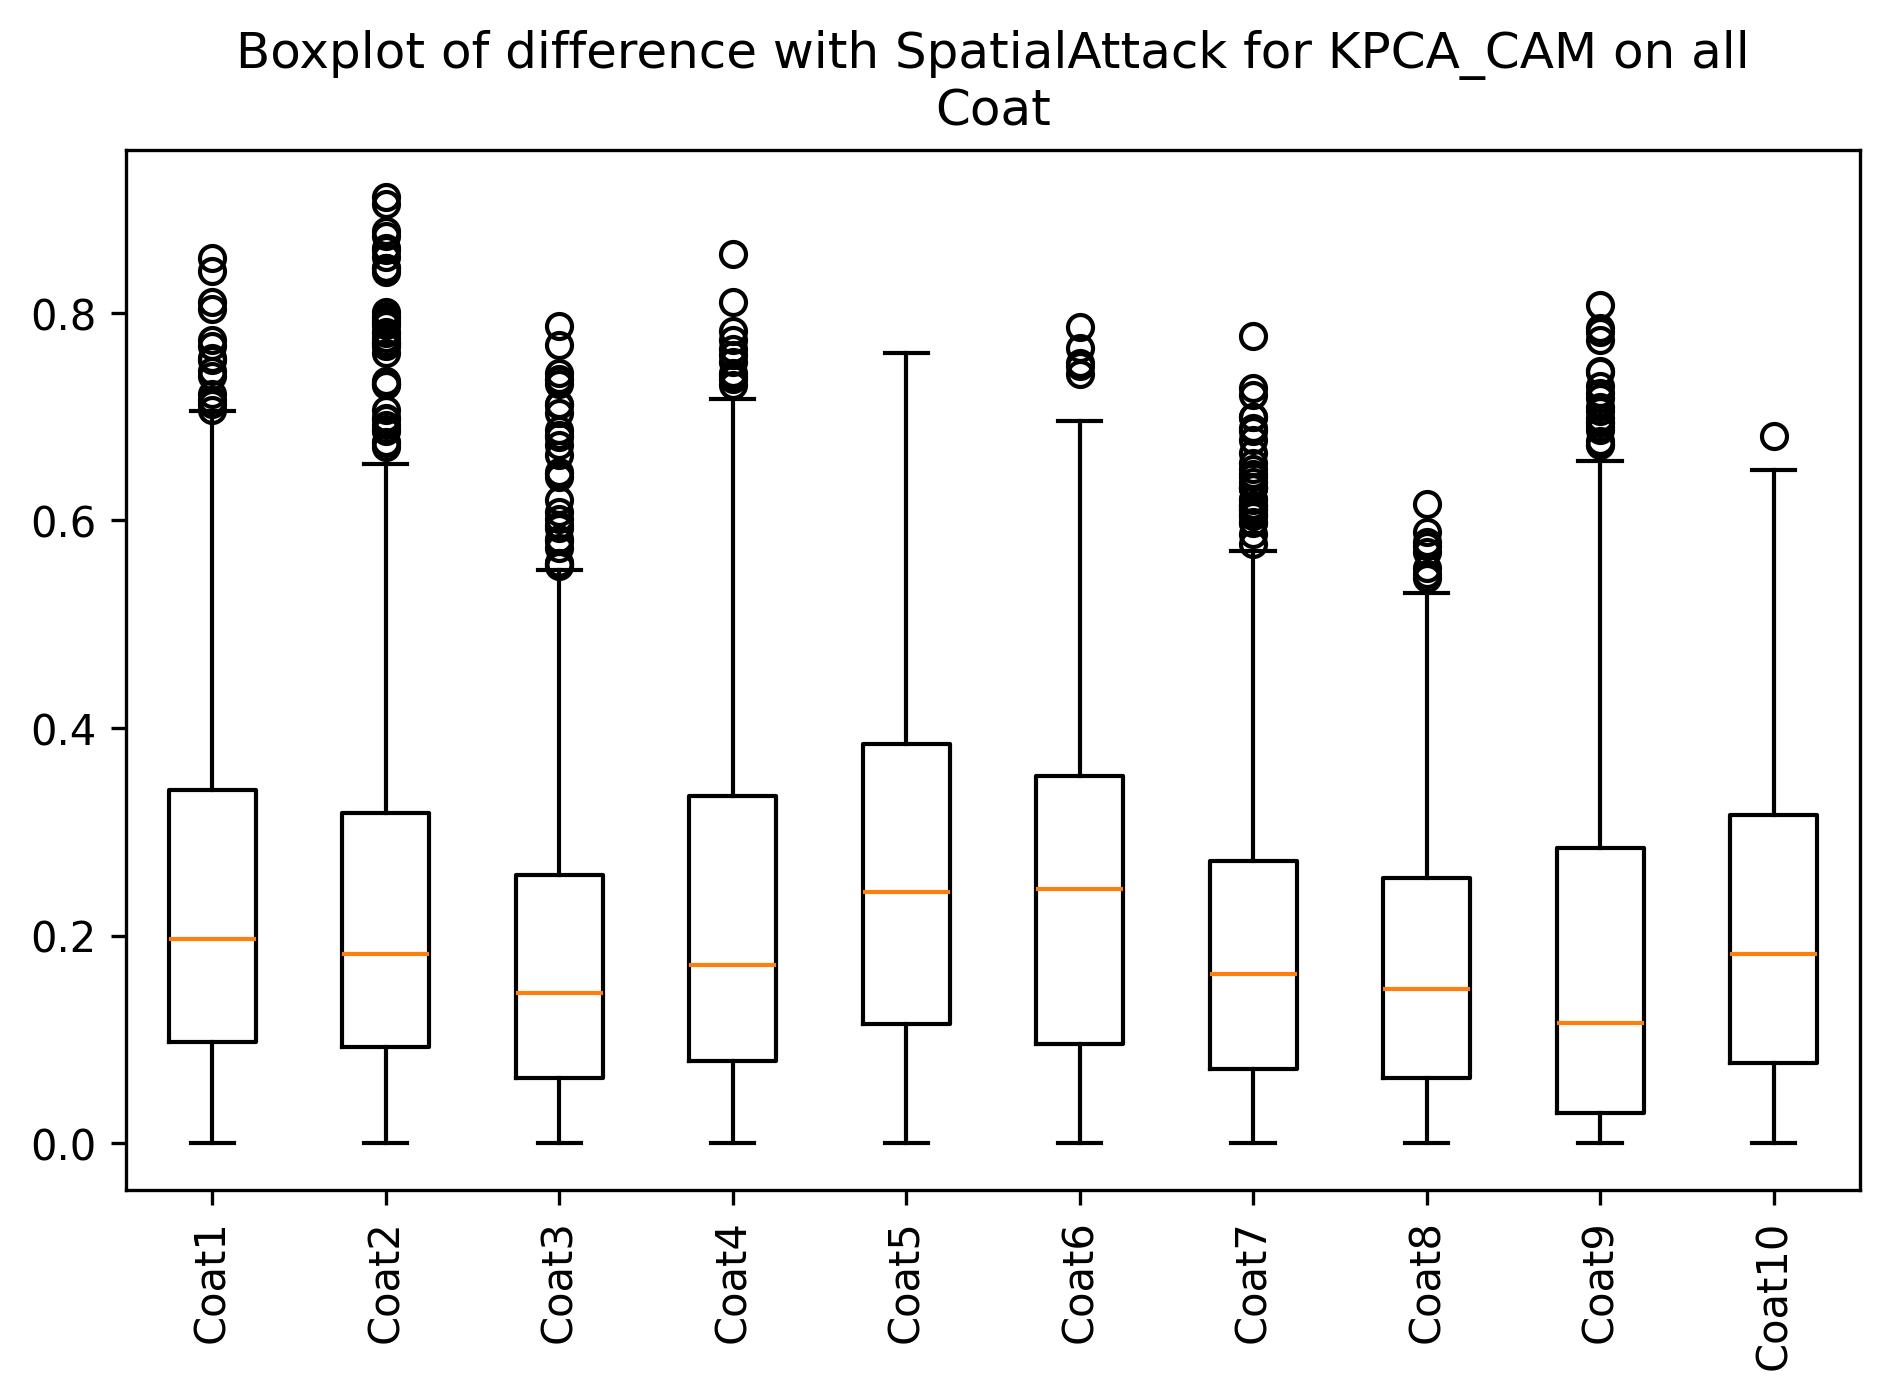 Boxplot of difference with SpatialAttack for KPCA_CAM on all
Coat
0.8
0.6
0.4
0.2
0.0
Coat1
Coat2
Coat3
Coat4
Coat5
Coat6
Coat7
Coat8
Coat9
Coat10